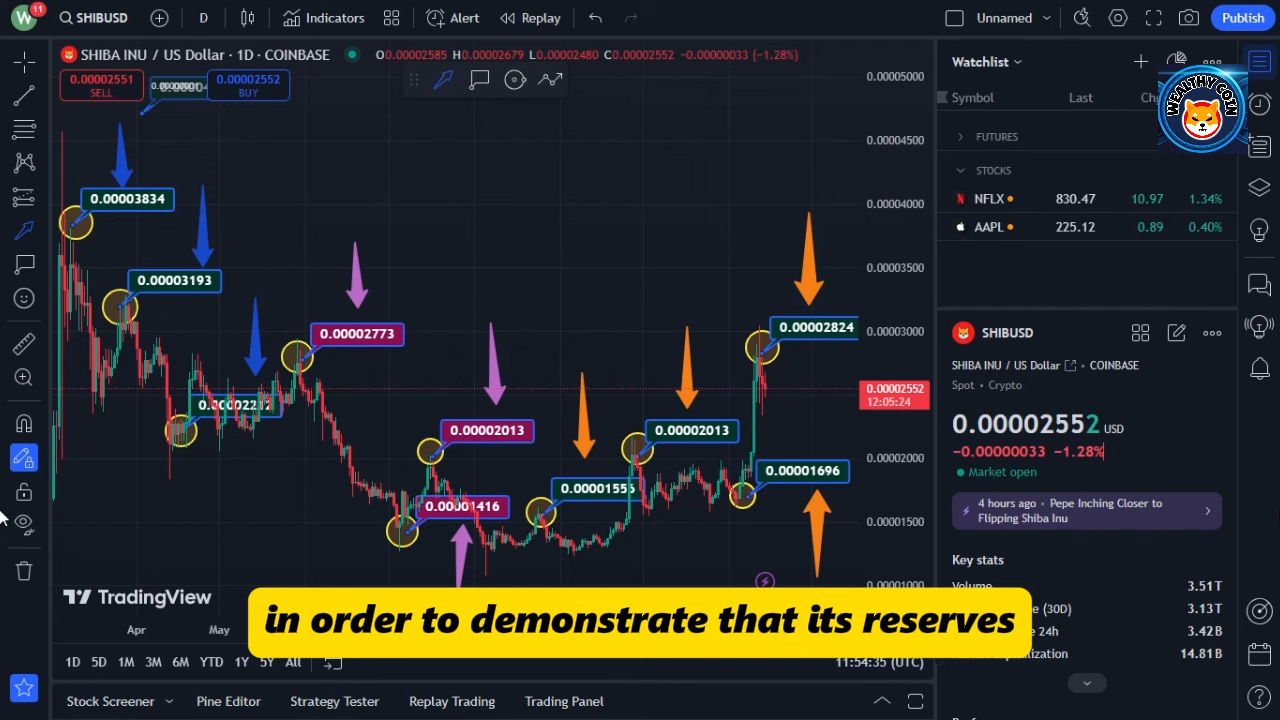 W
11
SHIBUSD
D
Indicators
Alert
Replay
Unnamed
Publish
SHIBA INU / US Dollar · 1D · COINBASE
O0.00002585 H0.00002679 L0.00002480 C0.00002552 −0.00000033 (−1.28%)
0.00002551
SELL
0.00002552
BUY
0.00003834
0.00003193
0.00002212
0.00002773
0.00002013
0.00001416
0.00001556
0.00002013
0.00002824
0.00001696
0.00005000
0.00004500
0.00004000
0.00003500
0.00003000
0.00002552
12:05:24
0.00002000
0.00001500
0.00001000
TradingView
Apr
May
1D 5D 1M 3M 6M YTD 1Y 5Y All
11:54:35 (UTC)
Stock Screener
Pine Editor
Strategy Tester
Replay Trading
Trading Panel
in order to demonstrate that its reserves
Watchlist
WEALTHY COIN
Symbol
Last
FUTURES
STOCKS
NFLX 830.47 10.97 1.34%
AAPL 225.12 0.89 0.40%
SHIBUSD
SHIBA INU / US Dollar · COINBASE
Spot · Crypto
0.00002552 USD
−0.00000033 −1.28%
Market open
4 hours ago · Pepe Inching Closer to
Flipping Shiba Inu
Key stats
3.51T
(30D) 3.13T
24h 3.42B
14.81B